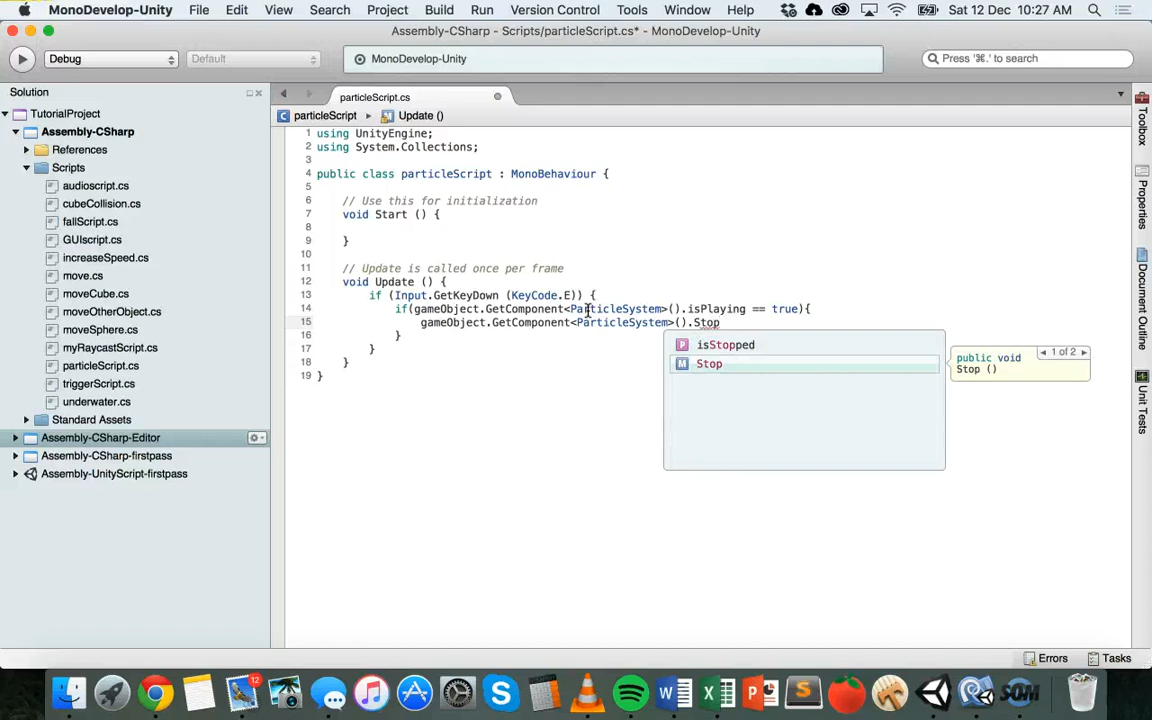 MonoDevelop-Unity File Edit View Search Project Build Run Version Control Tools Window Help Sat 12 Dec 10:27 AM
Assembly-CSharp - Scripts/particleScript.cs* - MonoDevelop-Unity
Debug Default MonoDevelop-Unity Press '⌘.' to search
Solution
TutorialProject
Assembly-CSharp
References
Scripts
audioscript.cs
cubeCollision.cs
fallScript.cs
GUIscript.cs
increaseSpeed.cs
move.cs
moveCube.cs
moveOtherObject.cs
moveSphere.cs
myRaycastScript.cs
particleScript.cs
triggerScript.cs
underwater.cs
Standard Assets
Assembly-CSharp-Editor
Assembly-CSharp-firstpass
Assembly-UnityScript-firstpass
particleScript.cs
particleScript Update ()
1 using UnityEngine;
2 using System.Collections;
3
4 public class particleScript : MonoBehaviour {
5
6 // Use this for initialization
7 void Start () {
8
9 }
10
11 // Update is called once per frame
12 void Update () {
13 if (Input.GetKeyDown (KeyCode.E)) {
14 if(gameObject.GetComponent<ParticleSystem>().isPlaying == true){
15 gameObject.GetComponent<ParticleSystem>().Stop
16 }
17 }
18 }
19 }
isStopped
Stop
public void
Stop ()
1 of 2
Toolbox
Properties
Document Outline
Unit Tests
Errors Tasks
12
SOM